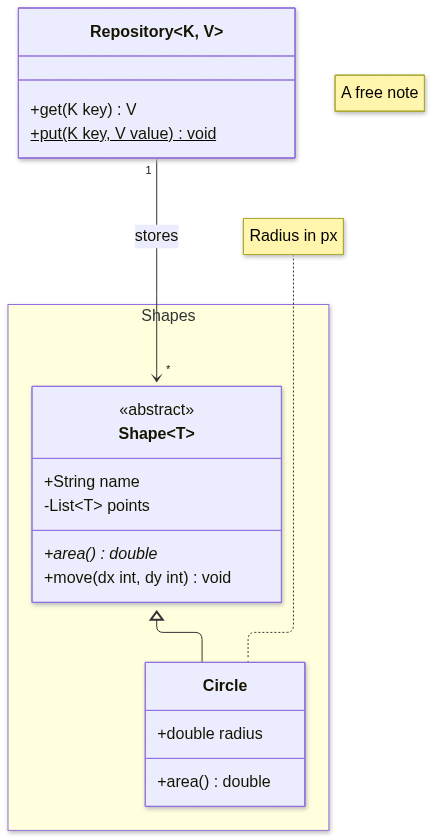 Repository<K, V>
+get(K key) : V
+put(K key, V value) : void
A free note
1
stores
Radius in px
Shapes
*
«abstract»
Shape<T>
+String name
-List<T> points
+area() : double
+move(dx int, dy int) : void
Circle
+double radius
+area() : double